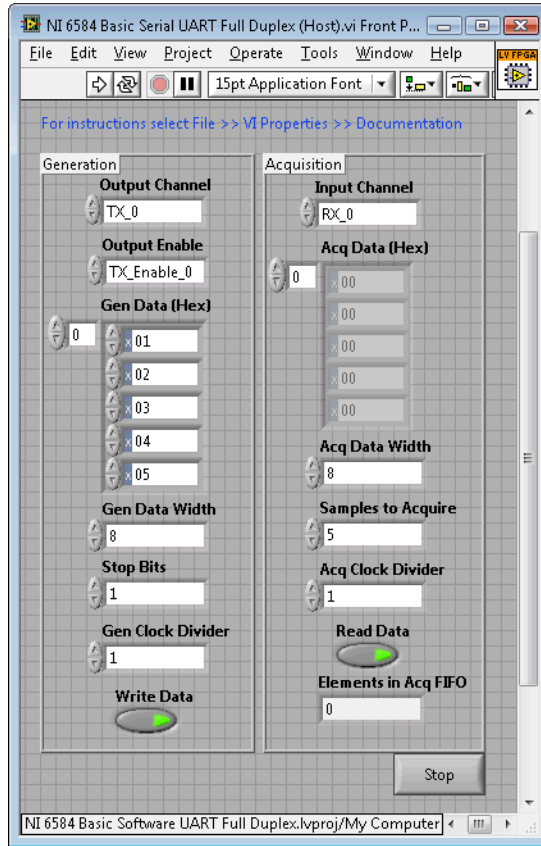 NI 6584 Basic Serial UART Full Duplex (Host).vi Front P...
File Edit View Project Operate Tools Window Help
LV FPGA
15pt Application Font
For instructions select File >> VI Properties >> Documentation
Generation
Output Channel
TX_0
Output Enable
TX_Enable_0
Gen Data (Hex)
0
x 01
x 02
x 03
x 04
x 05
Gen Data Width
8
Stop Bits
1
Gen Clock Divider
1
Write Data
Acquisition
Input Channel
RX_0
Acq Data (Hex)
0
x 00
x 00
x 00
x 00
x 00
Acq Data Width
8
Samples to Acquire
5
Acq Clock Divider
1
Read Data
Elements in Acq FIFO
0
Stop
NI 6584 Basic Software UART Full Duplex.lvproj/My Computer